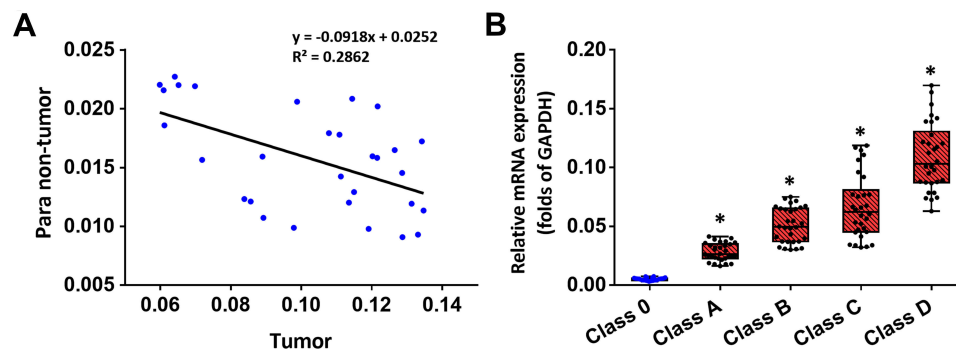 A
y = -0.0918x + 0.0252
R² = 0.2862
Para non-tumor
0.025
0.020
0.015
0.010
0.005
0.06
0.08
0.10
0.12
0.14
Tumor
B
Relative mRNA expression
(folds of GAPDH)
0.20
0.15
0.10
0.05
0.00
*
*
*
*
*
Class 0
Class A
Class B
Class C
Class D